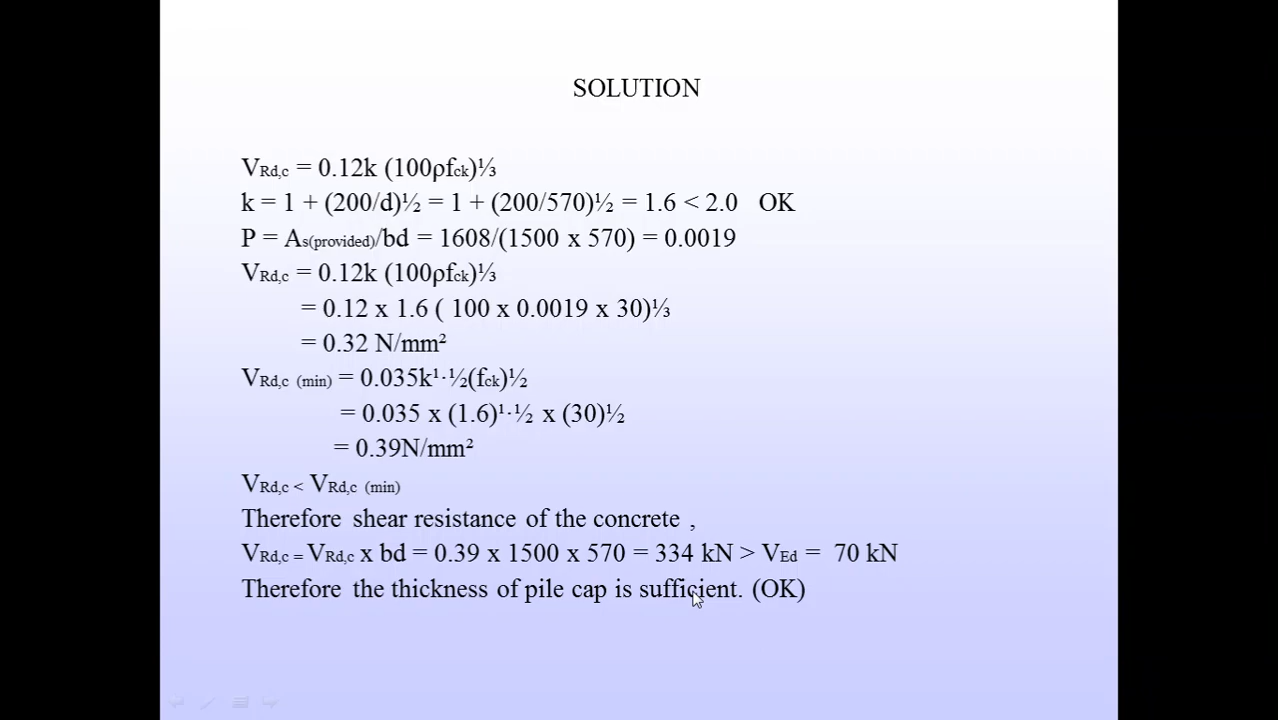 SOLUTION
VRd,c = 0.12k (100ρfck)⅓
k = 1 + (200/d)½ = 1 + (200/570)½ = 1.6 < 2.0 OK
P = As(provided)/bd = 1608/(1500 x 570) = 0.0019
VRd,c = 0.12k (100ρfck)⅓
= 0.12 x 1.6 ( 100 x 0.0019 x 30)⅓
= 0.32 N/mm²
VRd,c (min) = 0.035k¹·½(fck)½
= 0.035 x (1.6)¹·½ x (30)½
= 0.39N/mm²
VRd,c < VRd,c (min)
Therefore shear resistance of the concrete ,
VRd,c = VRd,c x bd = 0.39 x 1500 x 570 = 334 kN > VEd = 70 kN
Therefore the thickness of pile cap is sufficient. (OK)